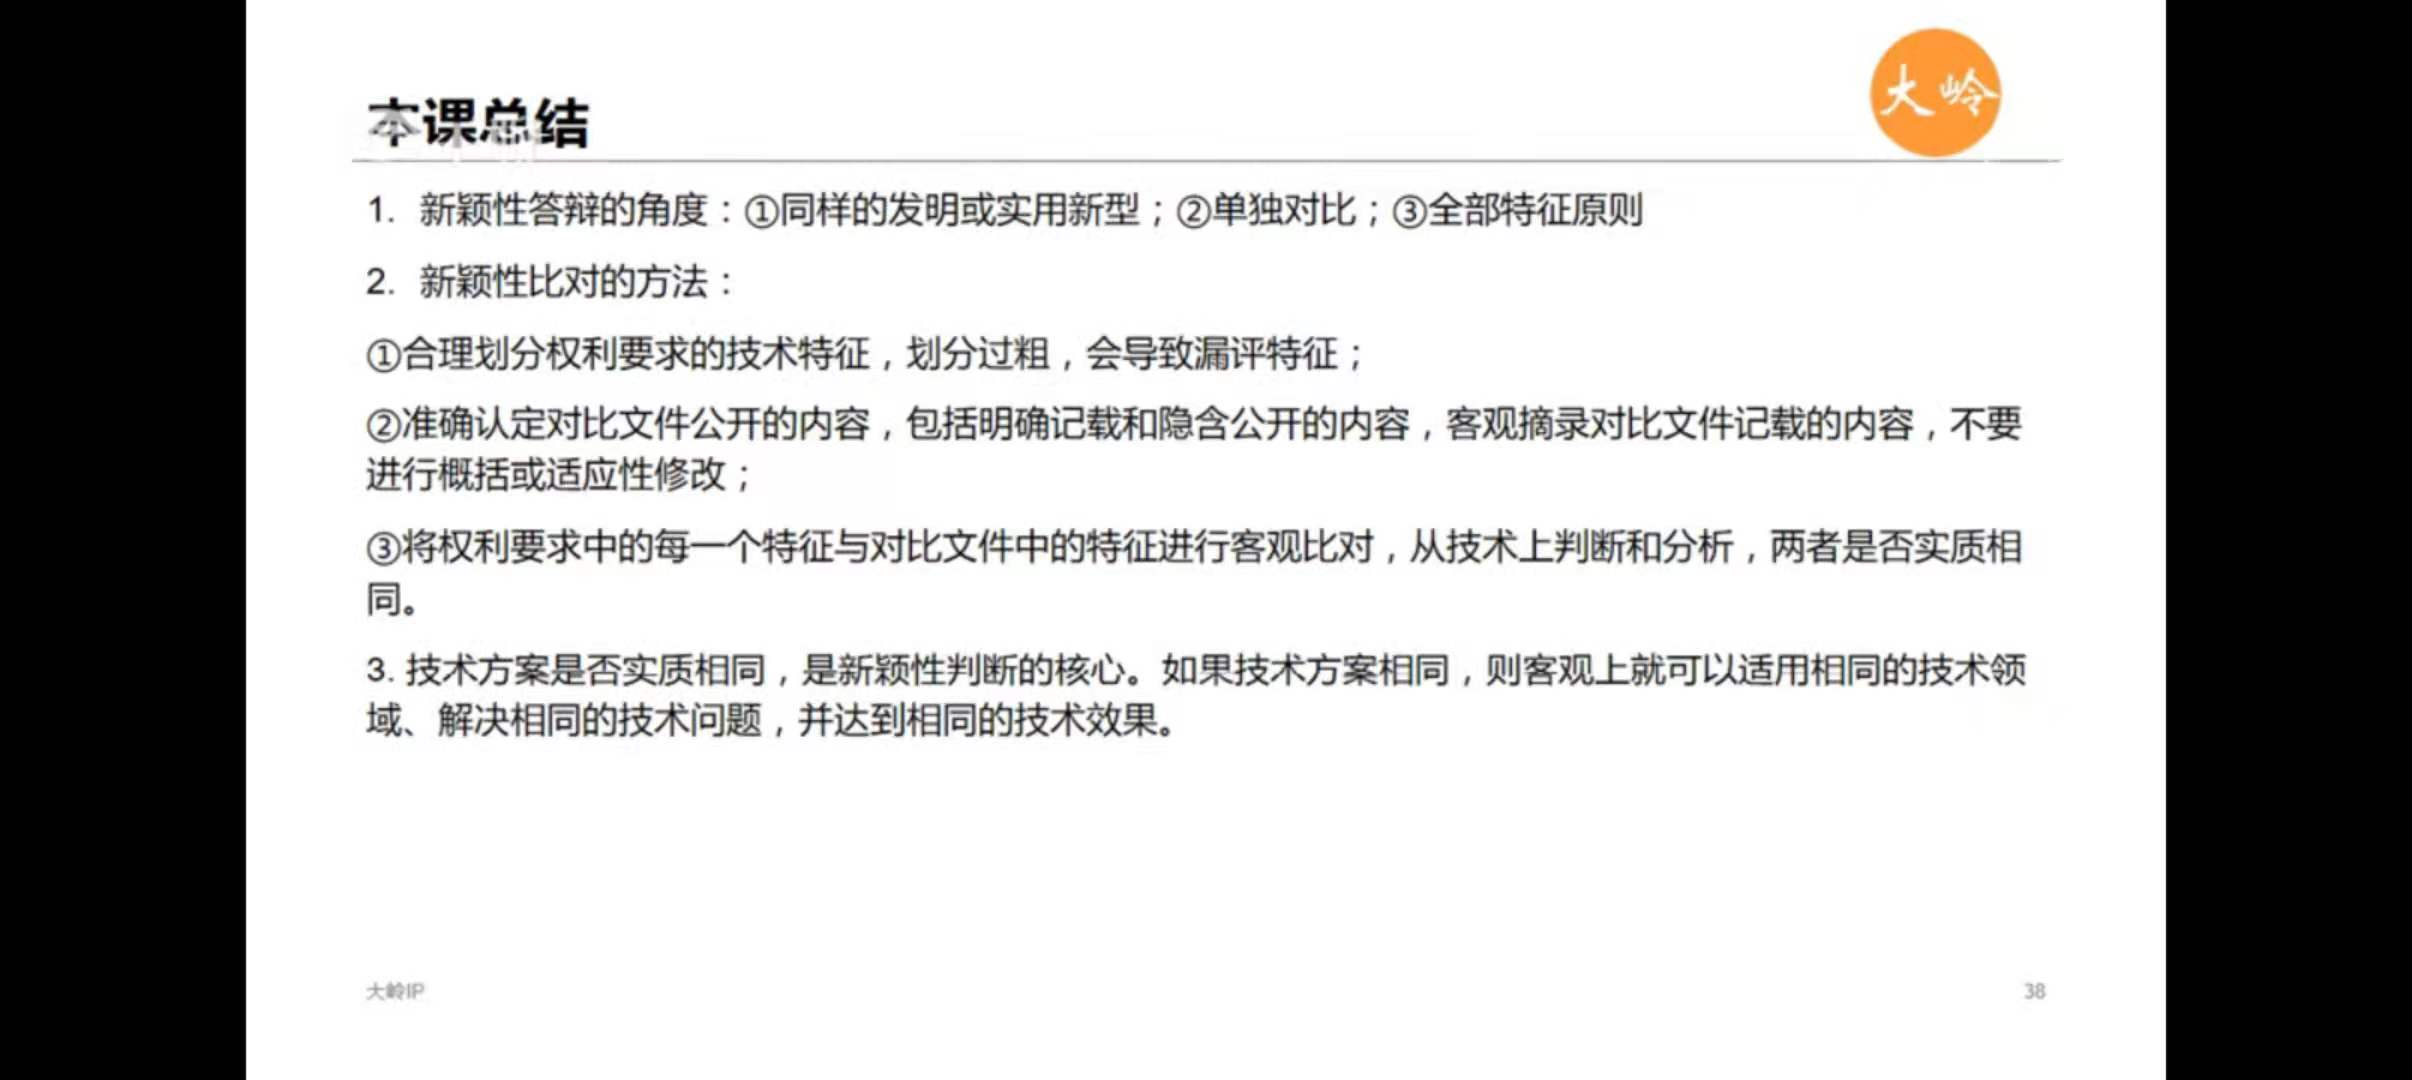 大岭
本课总结
1. 新颖性答辩的角度：①同样的发明或实用新型；②单独对比；③全部特征原则
2. 新颖性比对的方法：
①合理划分权利要求的技术特征，划分过粗，会导致漏评特征；
②准确认定对比文件公开的内容，包括明确记载和隐含公开的内容，客观摘录对比文件记载的内容，不要
进行概括或适应性修改；
③将权利要求中的每一个特征与对比文件中的特征进行客观比对，从技术上判断和分析，两者是否实质相
同。
3. 技术方案是否实质相同，是新颖性判断的核心。如果技术方案相同，则客观上就可以适用相同的技术领
域、解决相同的技术问题，并达到相同的技术效果。
大岭IP
38